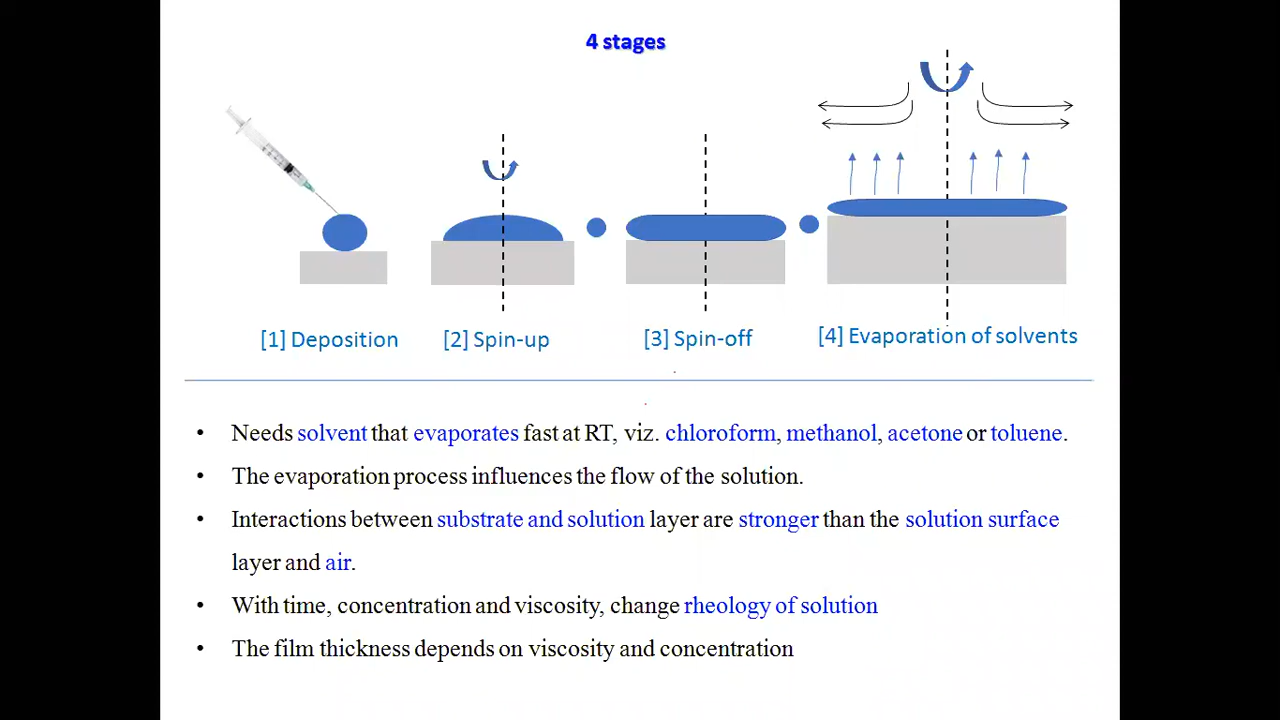 4 stages
[1] Deposition
[2] Spin-up
[3] Spin-off
[4] Evaporation of solvents
• Needs solvent that evaporates fast at RT, viz. chloroform, methanol, acetone or toluene.
• The evaporation process influences the flow of the solution.
• Interactions between substrate and solution layer are stronger than the solution surface
layer and air.
• With time, concentration and viscosity, change rheology of solution
• The film thickness depends on viscosity and concentration